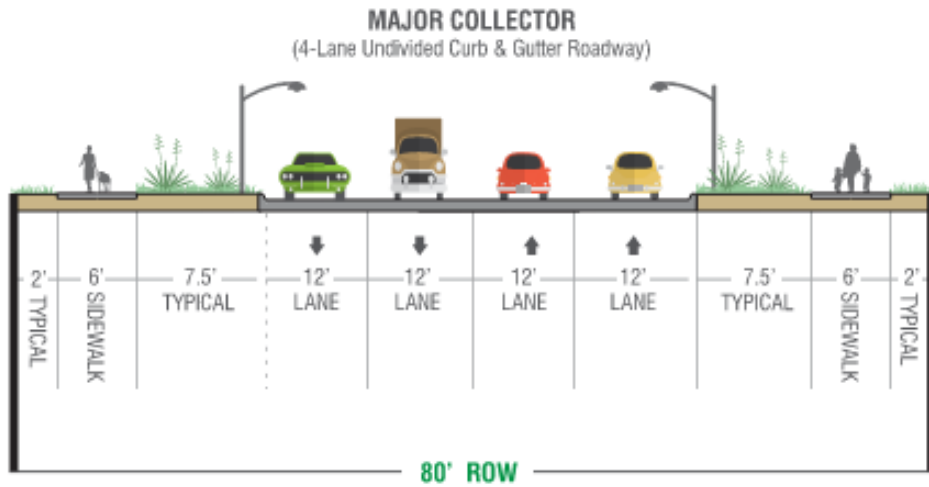 MAJOR COLLECTOR
(4-Lane Undivided Curb & Gutter Roadway)
2' TYPICAL
6' SIDEWALK
7.5'
TYPICAL
12'
LANE
12'
LANE
12'
LANE
12'
LANE
7.5'
TYPICAL
6' SIDEWALK
2' TYPICAL
80' ROW